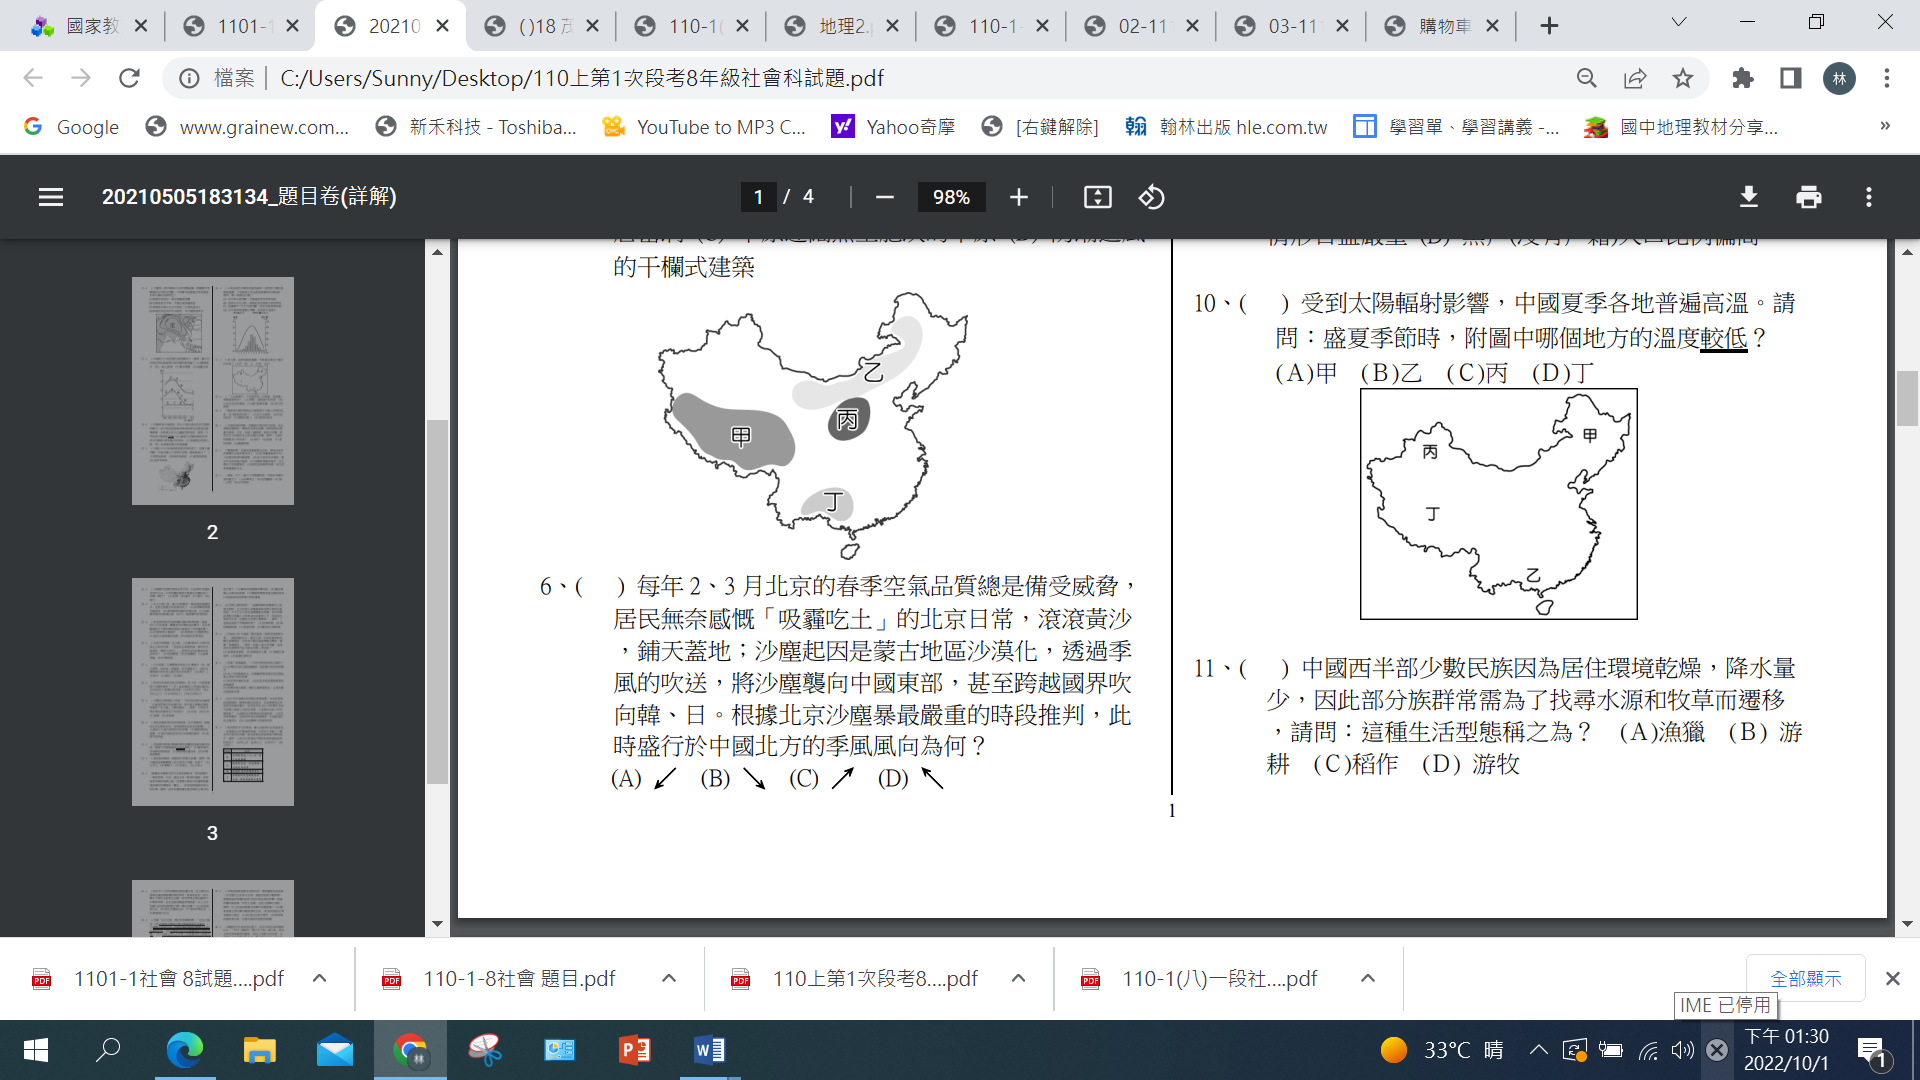 國家教
1101-1
20210
( )18 茂
110-1(
地理2.p
110-1-
02-11
03-11
購物車
檔案
C:/Users/Sunny/Desktop/110上第1次段考8年級社會科試題.pdf
林
Google
www.grainew.com...
新禾科技 - Toshiba...
YouTube to MP3 C...
Yahoo奇摩
[右鍵解除]
翰林出版 hle.com.tw
學習單、學習講義 -...
國中地理教材分享...
»
20210505183134_題目卷(詳解)
1 / 4
98%
2
3
的干欄式建築
甲
乙
丙
丁
6、( ) 每年 2、3 月北京的春季空氣品質總是備受威脅，
居民無奈感慨「吸霾吃土」的北京日常，滾滾黃沙
，鋪天蓋地；沙塵起因是蒙古地區沙漠化，透過季
風的吹送，將沙塵襲向中國東部，甚至跨越國界吹
向韓、日。根據北京沙塵暴最嚴重的時段推判，此
時盛行於中國北方的季風風向為何？
(A) ↙ (B) ↘ (C) ↗ (D) ↖
10、( ) 受到太陽輻射影響，中國夏季各地普遍高溫。請
問：盛夏季節時，附圖中哪個地方的溫度較低？
(A)甲 (B)乙 (C)丙 (D)丁
甲
丙
丁
乙
11、( ) 中國西半部少數民族因為居住環境乾燥，降水量
少，因此部分族群常需為了找尋水源和牧草而遷移
，請問：這種生活型態稱之為？ (A)漁獵 (B) 游
耕 (C)稻作 (D) 游牧
1
1101-1社會 8試題....pdf
110-1-8社會 題目.pdf
110上第1次段考8....pdf
110-1(八)一段社....pdf
全部顯示
IME 已停用
33°C 晴
下午 01:30
2022/10/1
1